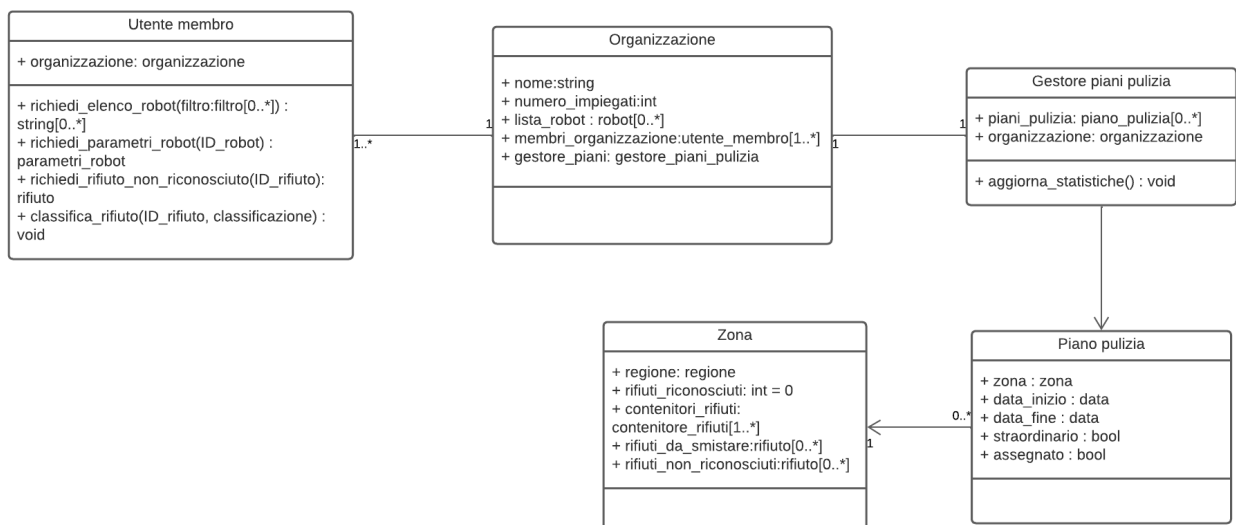 Utente membro
+ organizzazione: organizzazione
+ richiedi_elenco_robot(filtro:filtro[0..*]) :
string[0..*]
+ richiedi_parametri_robot(ID_robot) :
parametri_robot
+ richiedi_rifiuto_non_riconosciuto(ID_rifiuto):
rifiuto
+ classifica_rifiuto(ID_rifiuto, classificazione) :
void
1..*
1
Organizzazione
+ nome:string
+ numero_impiegati:int
+ lista_robot : robot[0..*]
+ membri_organizzazione:utente_membro[1..*]
+ gestore_piani: gestore_piani_pulizia
1
1
Gestore piani pulizia
+ piani_pulizia: piano_pulizia[0..*]
+ organizzazione: organizzazione
+ aggiorna_statistiche() : void
Zona
+ regione: regione
+ rifiuti_riconosciuti: int = 0
+ contenitori_rifiuti:
contenitore_rifiuti[1..*]
+ rifiuti_da_smistare:rifiuto[0..*]
+ rifiuti_non_riconosciuti:rifiuto[0..*]
1
0..*
Piano pulizia
+ zona : zona
+ data_inizio : data
+ data_fine : data
+ straordinario : bool
+ assegnato : bool